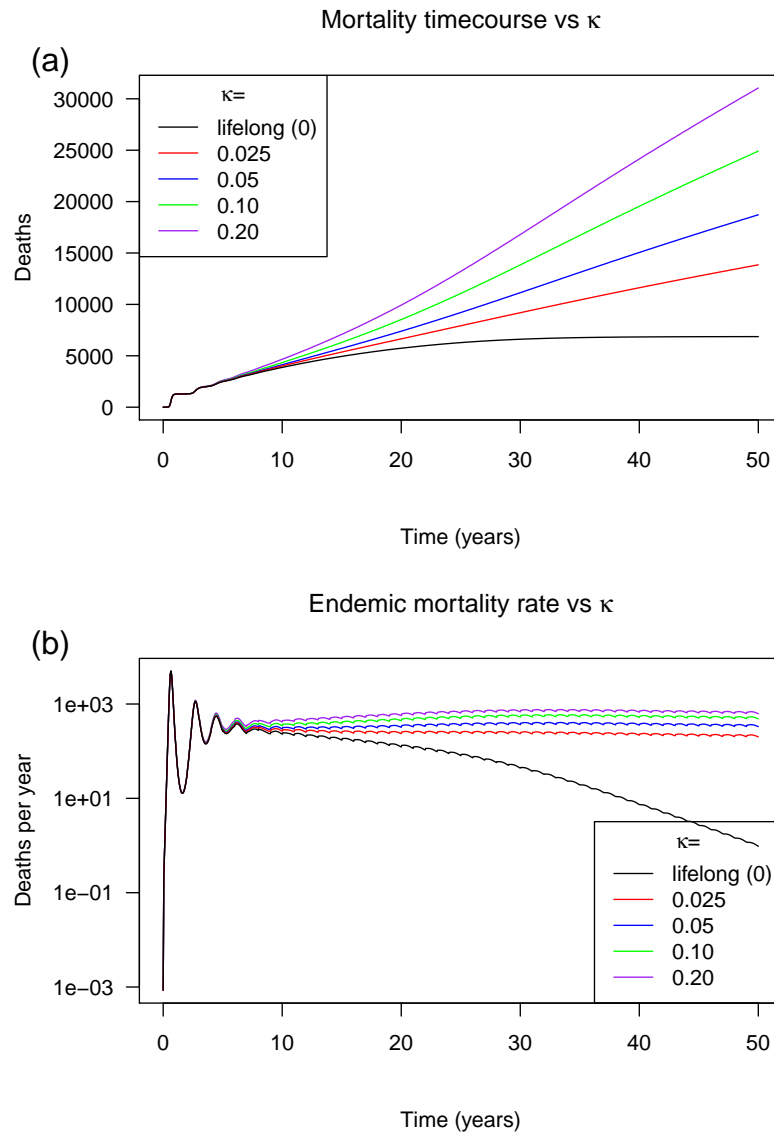 Mortality timecourse vs κ
(a)
κ=
lifelong (0)
0.025
0.05
0.10
0.20
30000
25000
20000
15000
10000
5000
0
Deaths
0 10 20 30 40 50
Time (years)
Endemic mortality rate vs κ
(b)
1e+03
1e+01
1e−01
1e−03
Deaths per year
κ=
lifelong (0)
0.025
0.05
0.10
0.20
0 10 20 30 40 50
Time (years)